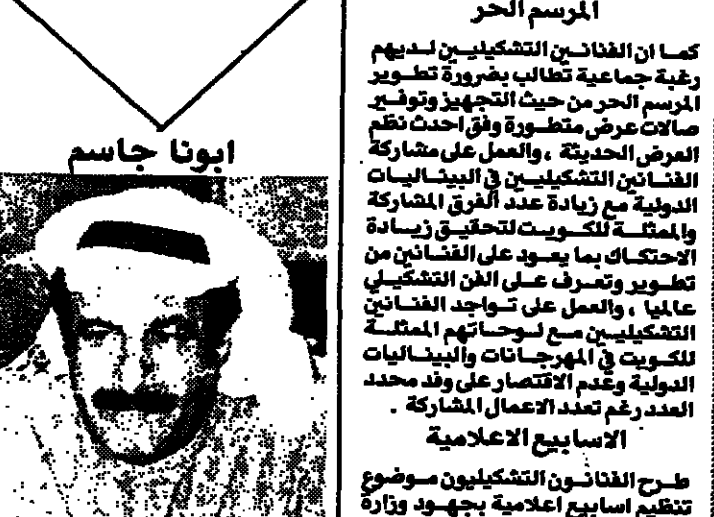 المرسم الحر
كما ان الفنانين التشكيليين لديهم
رغبة جماعية تطالب بضرورة تطوير
المرسم الحر من حيث التجهيز وتوفير
صالات عرض متطورة وفق احدث نظم
العرض الحديثة ، والعمل على مشاركة
الفنانين التشكيليين في البيناليات
الدولية مع زيادة عدد الفرق المشاركة
والممثلة للكويت لتحقيق زيادة
الاحتكاك بما يعود على الفنانين من
تطوير وتعرف على الفن التشكيلي
عالميا ، والعمل على تواجد الفنانين
التشكيليين مع لوحاتهم الممثلة
للكويت في المهرجانات والبيناليات
الدولية وعدم الاقتصار على وفد محدد
العدد رغم تعدد الاعمال المشاركة .
الاسابيع الاعلامية
طرح الفنانون التشكيليون موضوع
تنظيم اسابيع اعلامية بجهود وزارة
ابونا جاسم